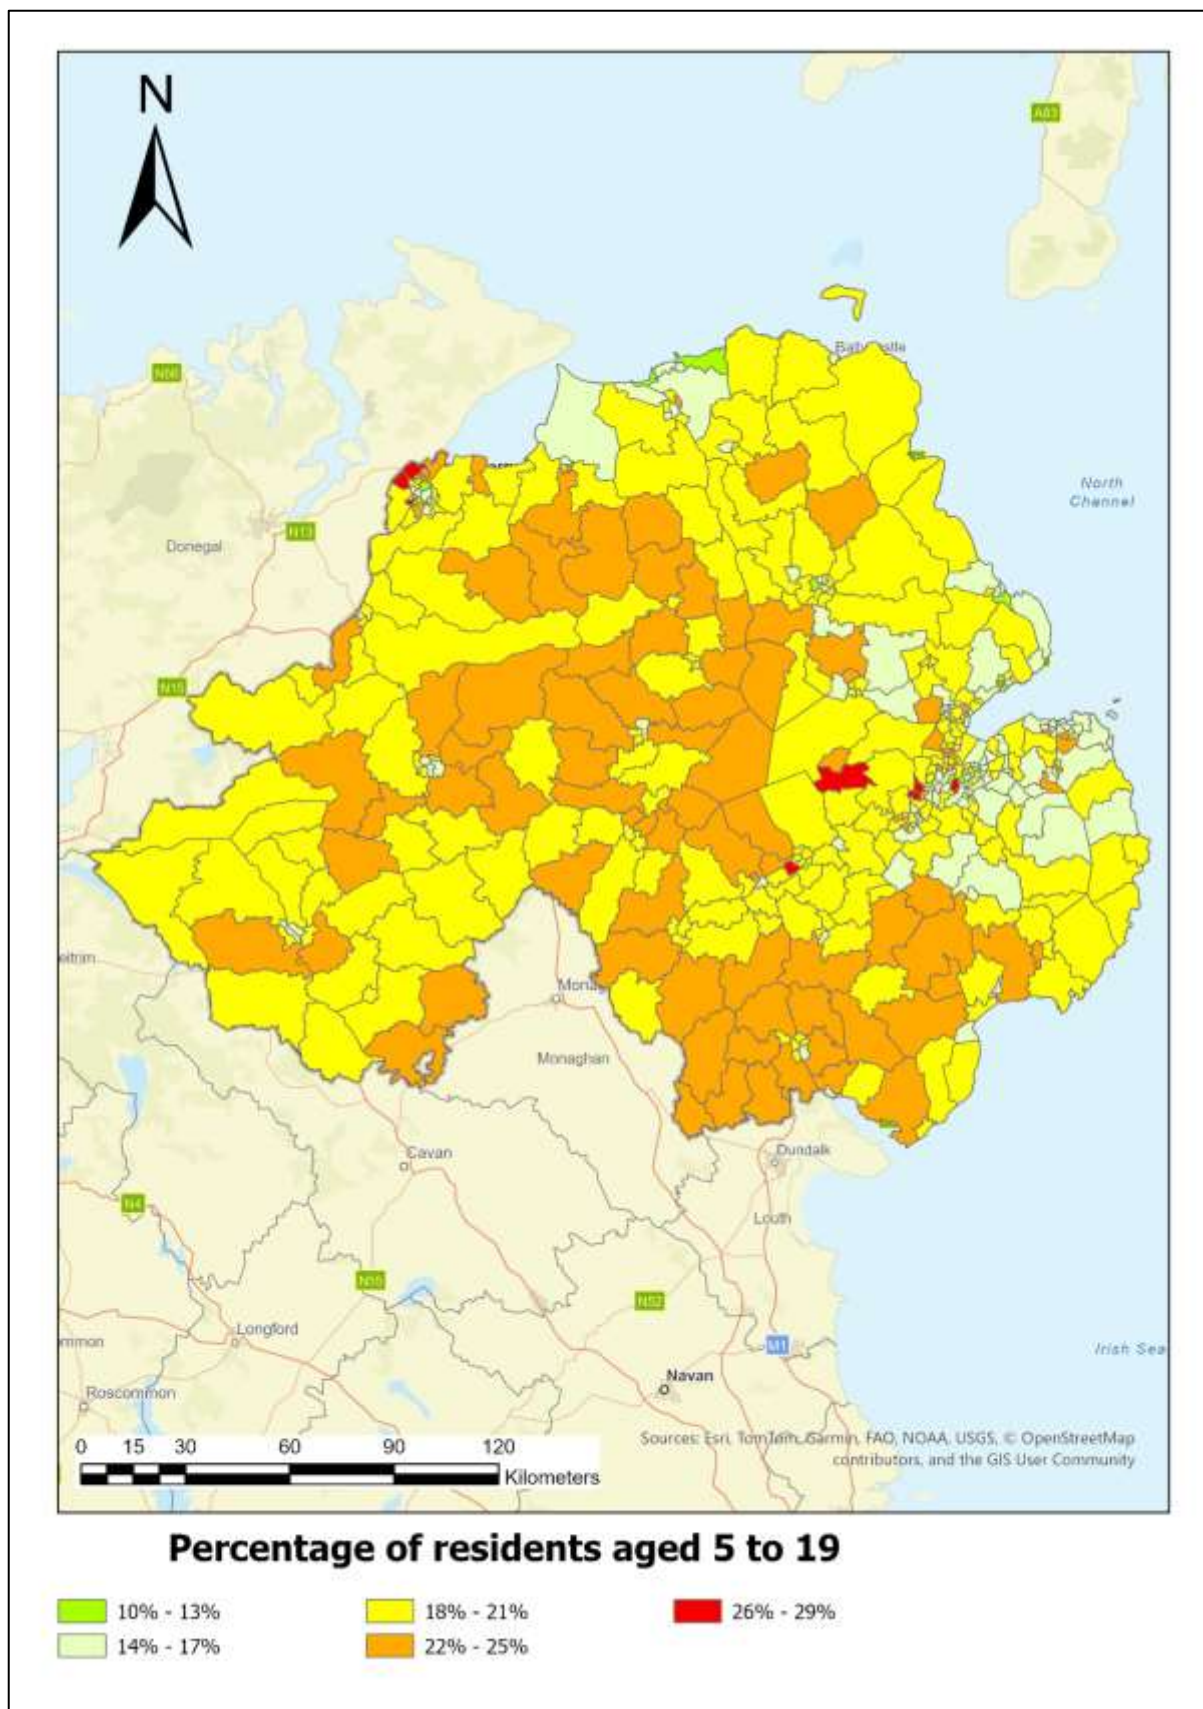 N
A83
N56
Donegal
N13
North
Channel
N15
Monaghan
Cavan
Dundalk
Louth
N4
N55
N52
Longford
M1
Navan
Irish Sea
Roscommon
0 15 30 60 90 120
Kilometers
Sources: Esri, TomTom, Garmin, FAO, NOAA, USGS, © OpenStreetMap
contributors, and the GIS User Community
Percentage of residents aged 5 to 19
10% - 13%
18% - 21%
26% - 29%
14% - 17%
22% - 25%